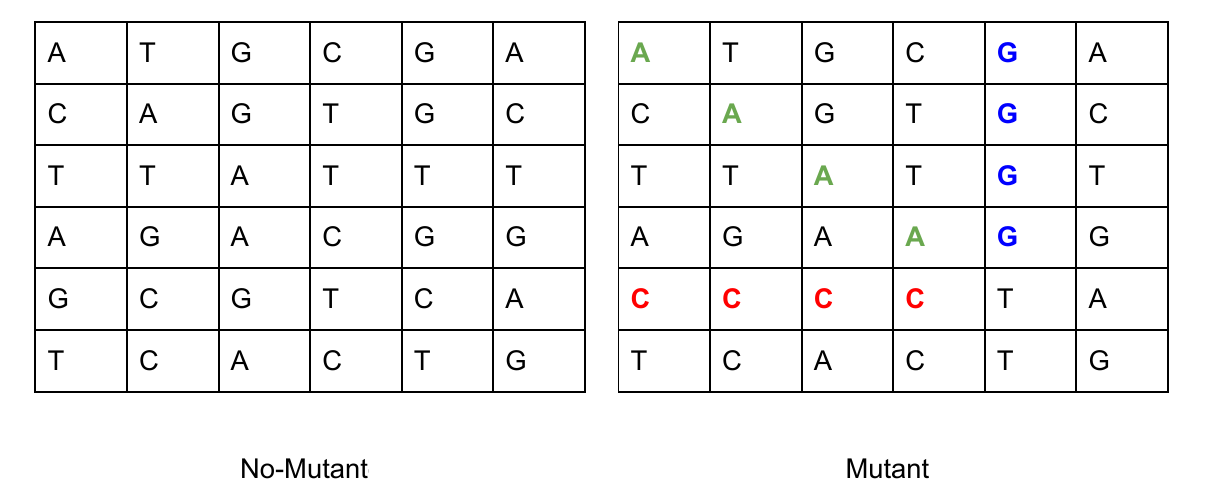 A T G C G A
C A G T G C
T T A T T T
A G A C G G
G C G T C A
T C A C T G
No-Mutant
A T G C G A
C A G T G C
T T A T G T
A G A A G G
C C C C T A
T C A C T G
Mutant